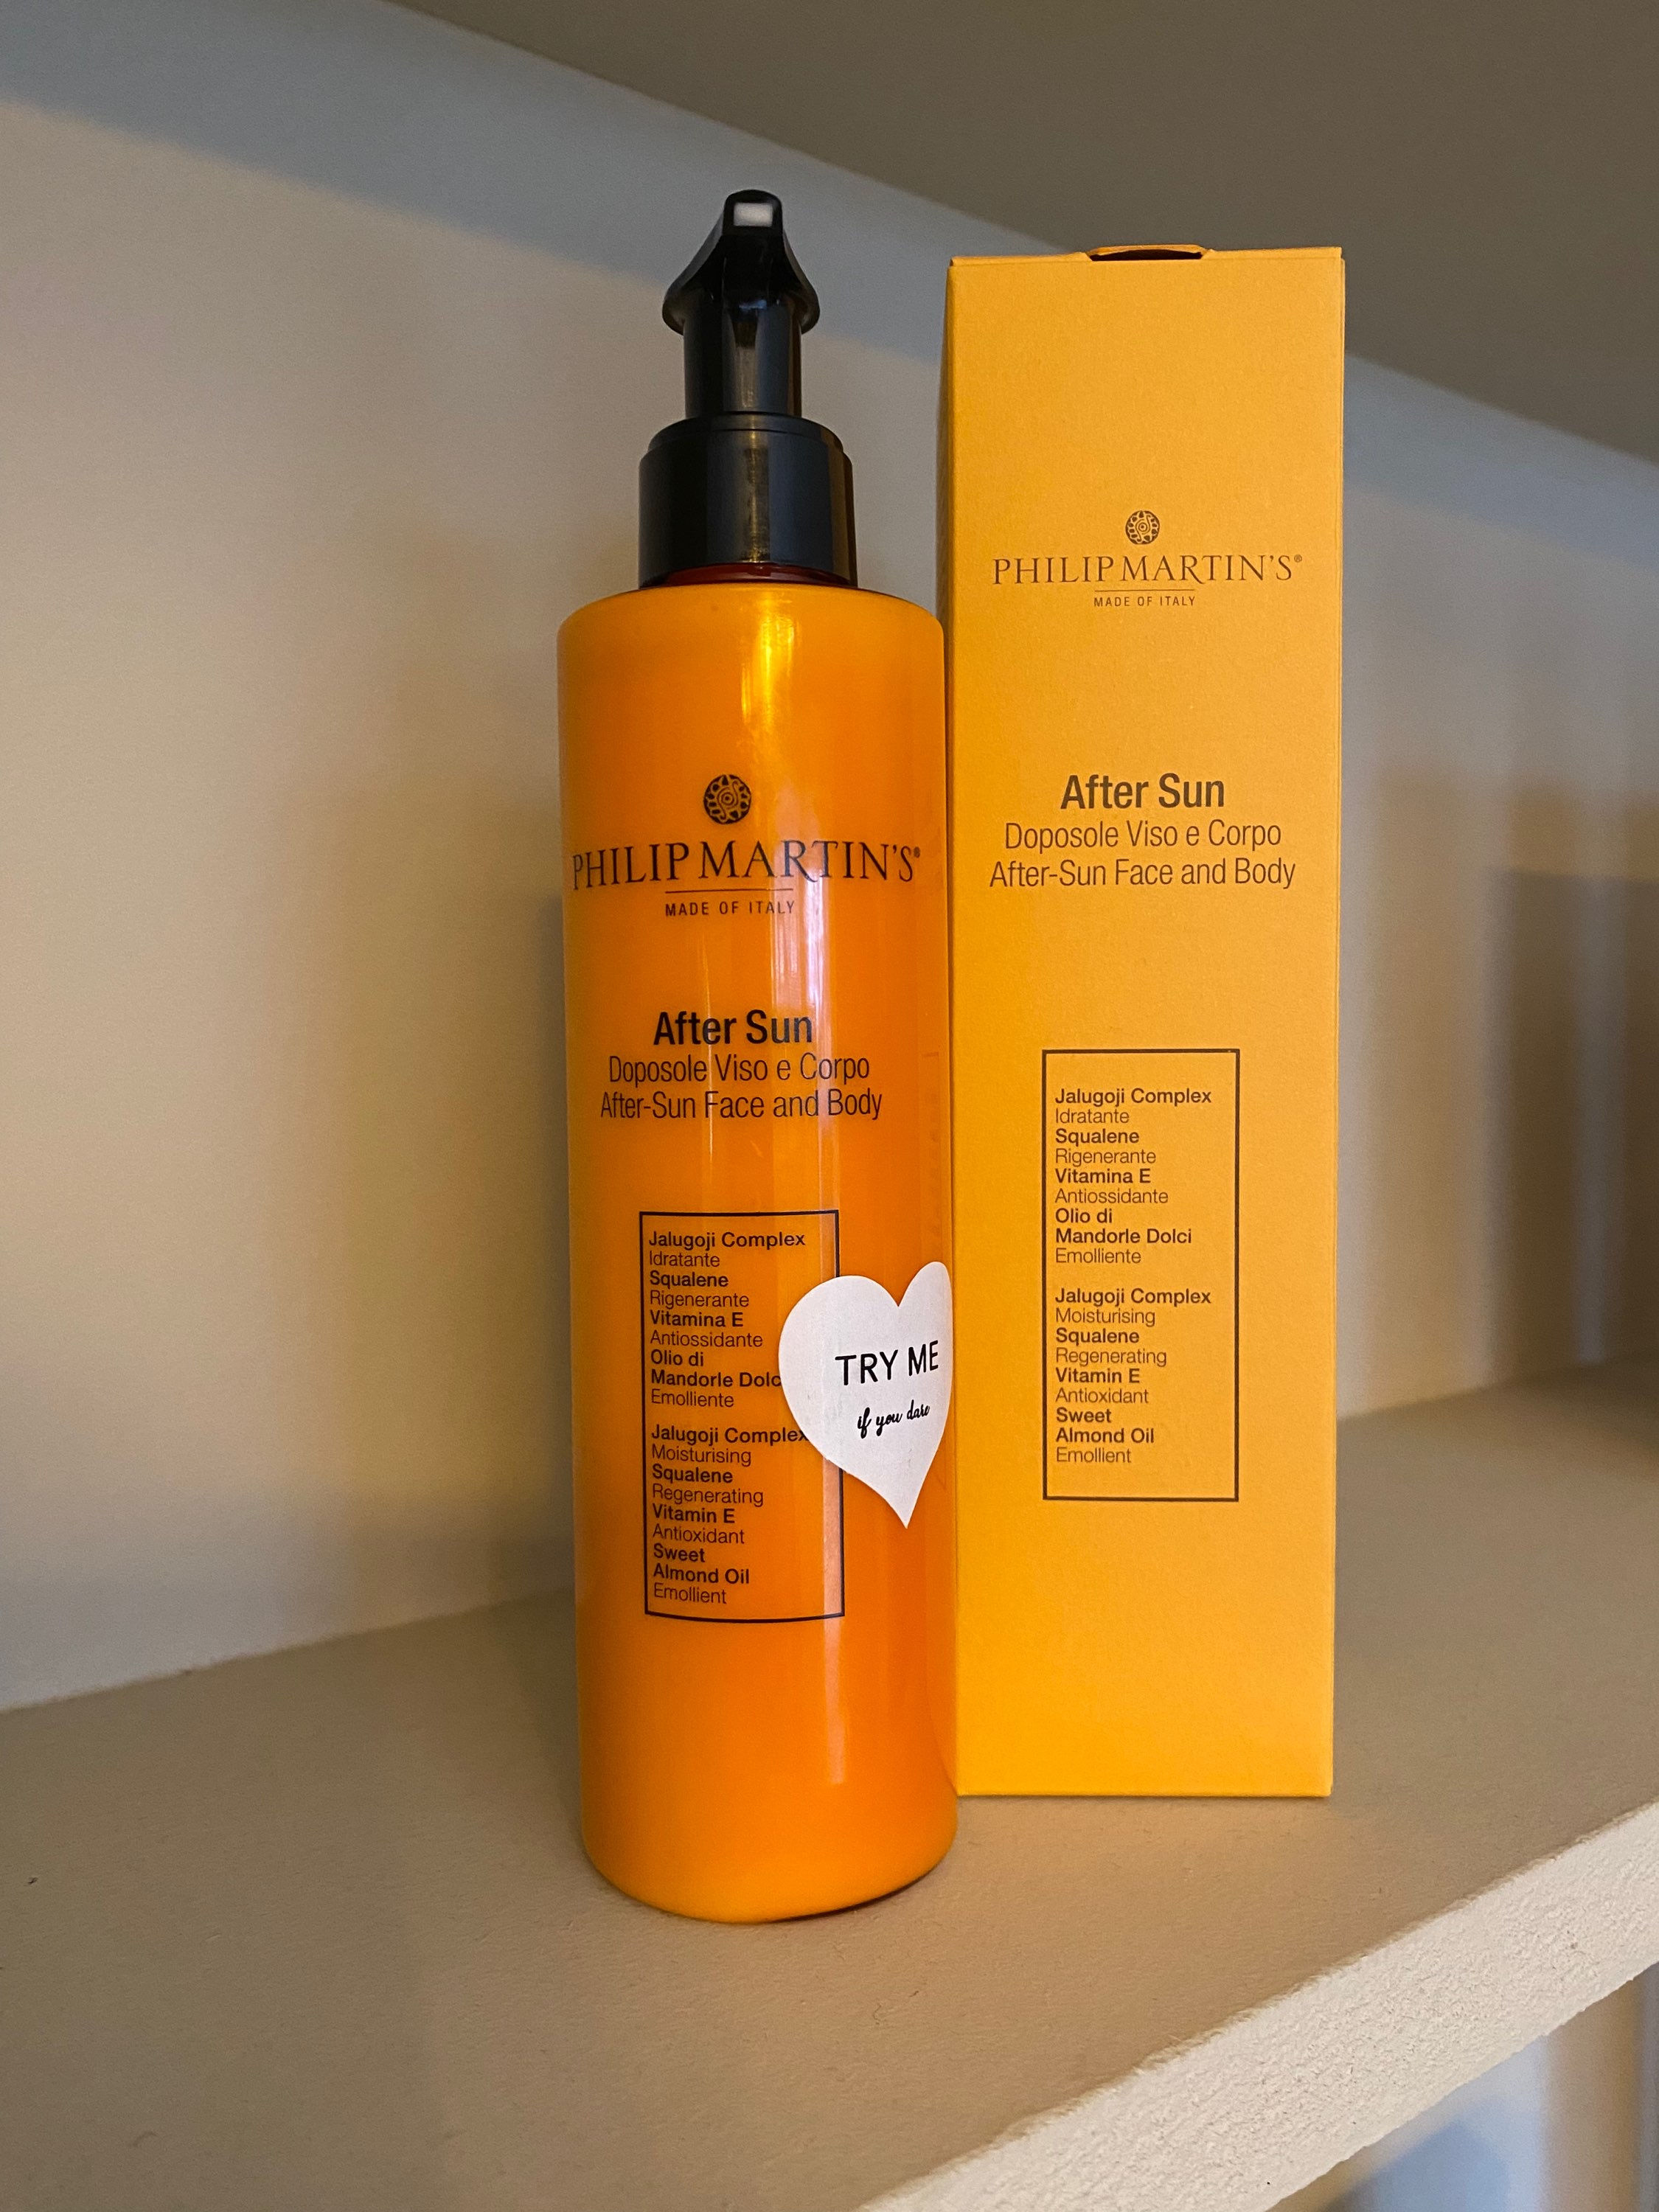 PHILIP MARTIN'S®
MADE OF ITALY
After Sun
Doposole Viso e Corpo
After-Sun Face and Body
Jalugoji Complex
Idratante
Squalene
Rigenerante
Vitamina E
Antiossidante
Olio di
Mandorle Dolc
Emolliente
Jalugoji Complex
Moisturising
Squalene
Regenerating
Vitamin E
Antioxidant
Sweet
Almond Oil
Emollient
TRY ME
if you dare
PHILIP MARTIN'S®
MADE OF ITALY
After Sun
Doposole Viso e Corpo
After-Sun Face and Body
Jalugoji Complex
Idratante
Squalene
Rigenerante
Vitamina E
Antiossidante
Olio di
Mandorle Dolci
Emolliente
Jalugoji Complex
Moisturising
Squalene
Regenerating
Vitamin E
Antioxidant
Sweet
Almond Oil
Emollient